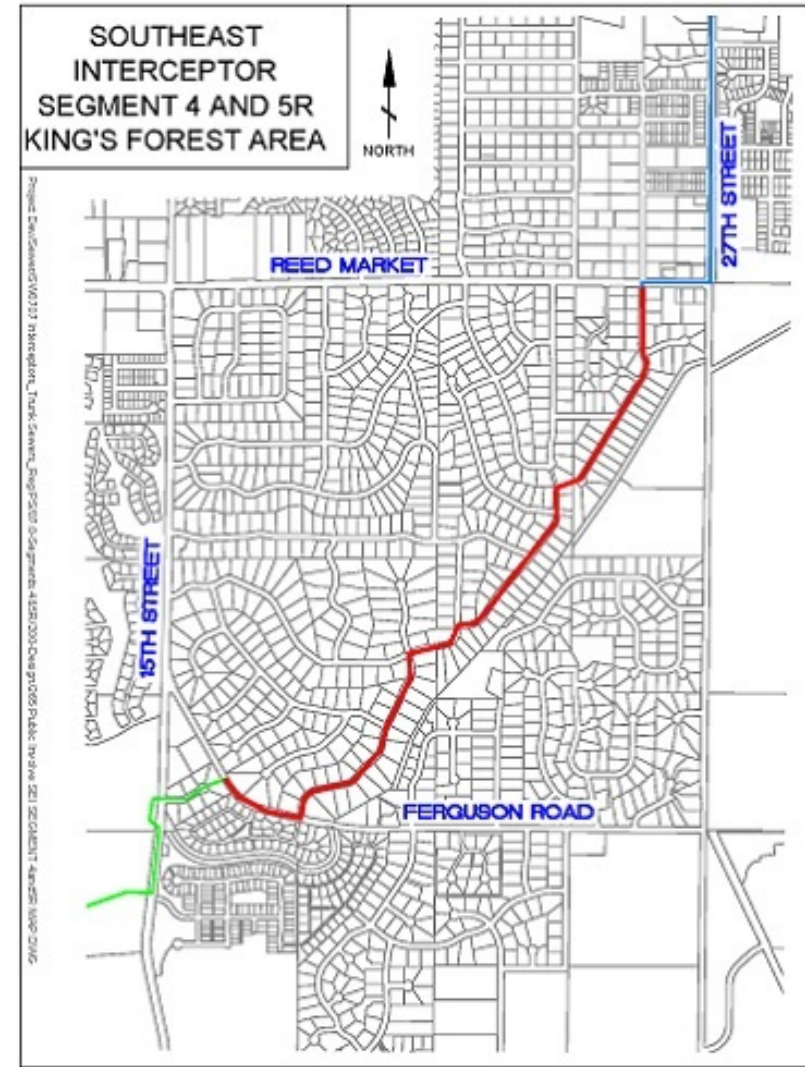 SOUTHEAST
INTERCEPTOR
SEGMENT 4 AND 5R
KING'S FOREST AREA
NORTH
27TH STREET
REED MARKET
15TH STREET
FERGUSON ROAD